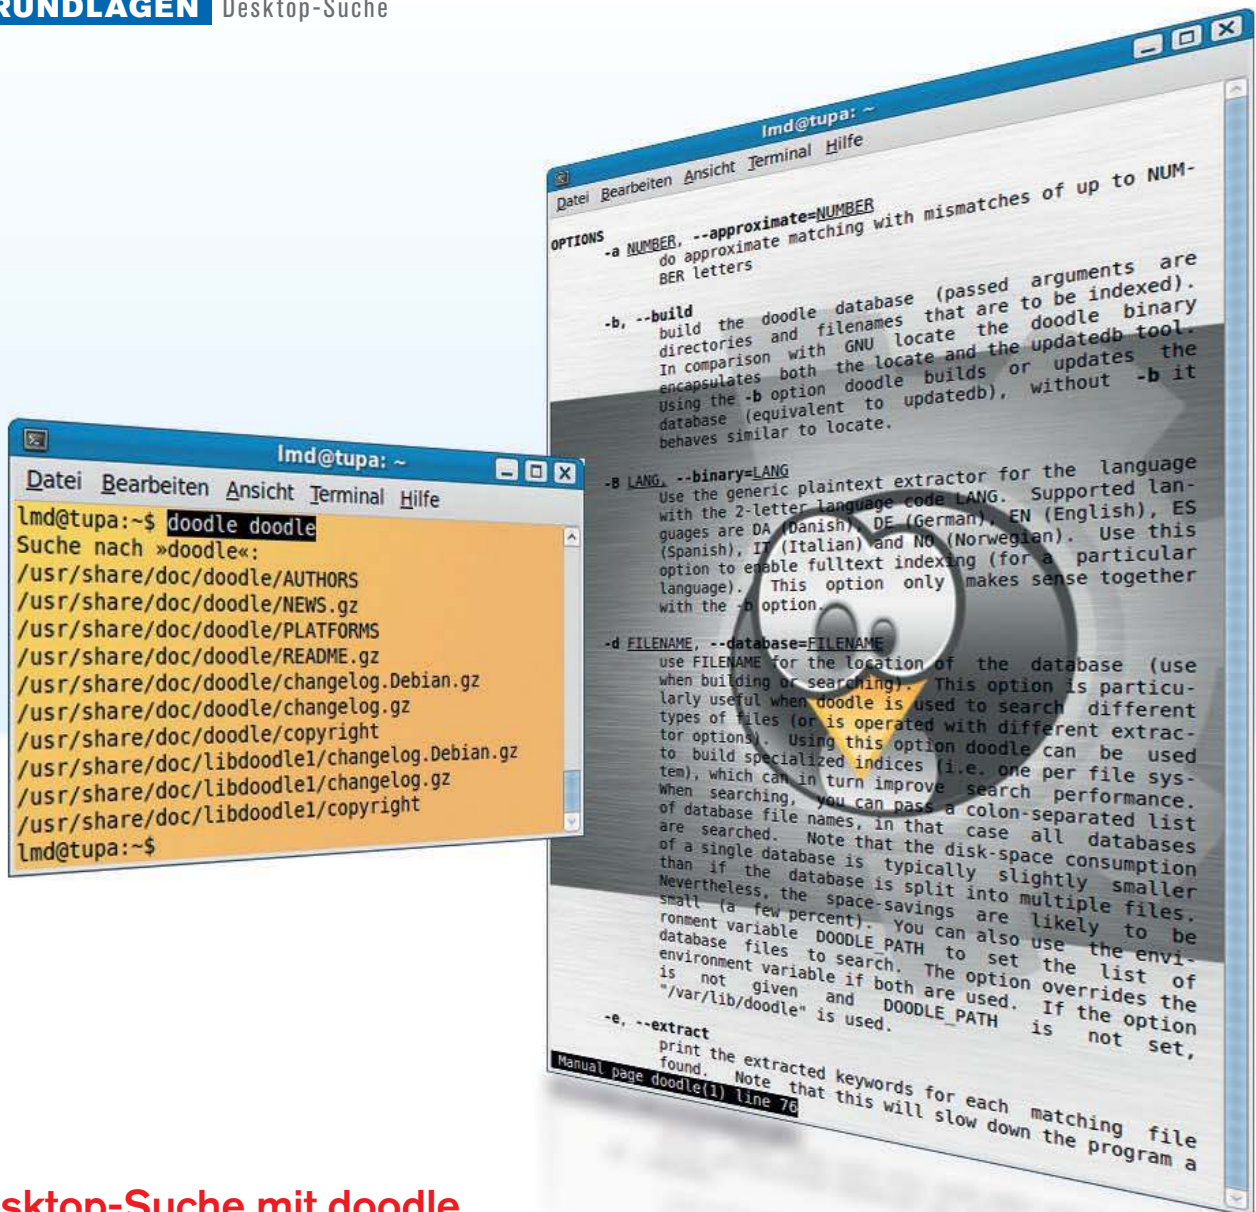 RUNDLAGEN Desktop-Suche
lmd@tupa: ~
Datei Bearbeiten Ansicht Terminal Hilfe
lmd@tupa:~$ doodle doodle
Suche nach »doodle«:
/usr/share/doc/doodle/AUTHORS
/usr/share/doc/doodle/NEWS.gz
/usr/share/doc/doodle/PLATFORMS
/usr/share/doc/doodle/README.gz
/usr/share/doc/doodle/changelog.Debian.gz
/usr/share/doc/doodle/changelog.gz
/usr/share/doc/doodle/copyright
/usr/share/doc/libdoodle1/changelog.Debian.gz
/usr/share/doc/libdoodle1/changelog.gz
/usr/share/doc/libdoodle1/copyright
lmd@tupa:~$
lmd@tupa: ~
Datei Bearbeiten Ansicht Terminal Hilfe
OPTIONS
-a NUMBER, --approximate=NUMBER
do approximate matching with mismatches of up to NUM-
BER letters
-b, --build
build the doodle database (passed arguments are
directories and filenames that are to be indexed).
In comparison with GNU locate the doodle binary
encapsulates both the locate and the updatedb tool.
Using the -b option doodle builds or updates the
database (equivalent to updatedb), without -b it
behaves similar to locate.
-B LANG, --binary=LANG
Use the generic plaintext extractor for the language
with the 2-letter language code LANG. Supported lan-
guages are DA (Danish), DE (German), EN (English), ES
(Spanish), IT (Italian) and NO (Norwegian). Use this
option to enable fulltext indexing (for a particular
language). This option only makes sense together
with the -b option.
-d FILENAME, --database=FILENAME
use FILENAME for the location of the database (use
when building or searching). This option is particu-
larly useful when doodle is used to search different
types of files (or is operated with different extrac-
tor options). Using this option doodle can be used
to build specialized indices (i.e. one per file sys-
tem), which can in turn improve search performance.
When searching, you can pass a colon-separated list
of database file names, in that case all databases
are searched. Note that the disk-space consumption
of a single database is typically slightly smaller
than if the database is split into multiple files.
Nevertheless, the space-savings are likely to be
small (a few percent). You can also use the envi-
ronment variable DOODLE_PATH to set the list of
database files to search. The option overrides the
environment variable if both are used. If the option
is not given and DOODLE_PATH is not set,
"/var/lib/doodle" is used.
-e, --extract
print the extracted keywords for each matching file
found. Note that this will slow down the program a
Manual page doodle(1) line 76
sktop-Suche mit doodle